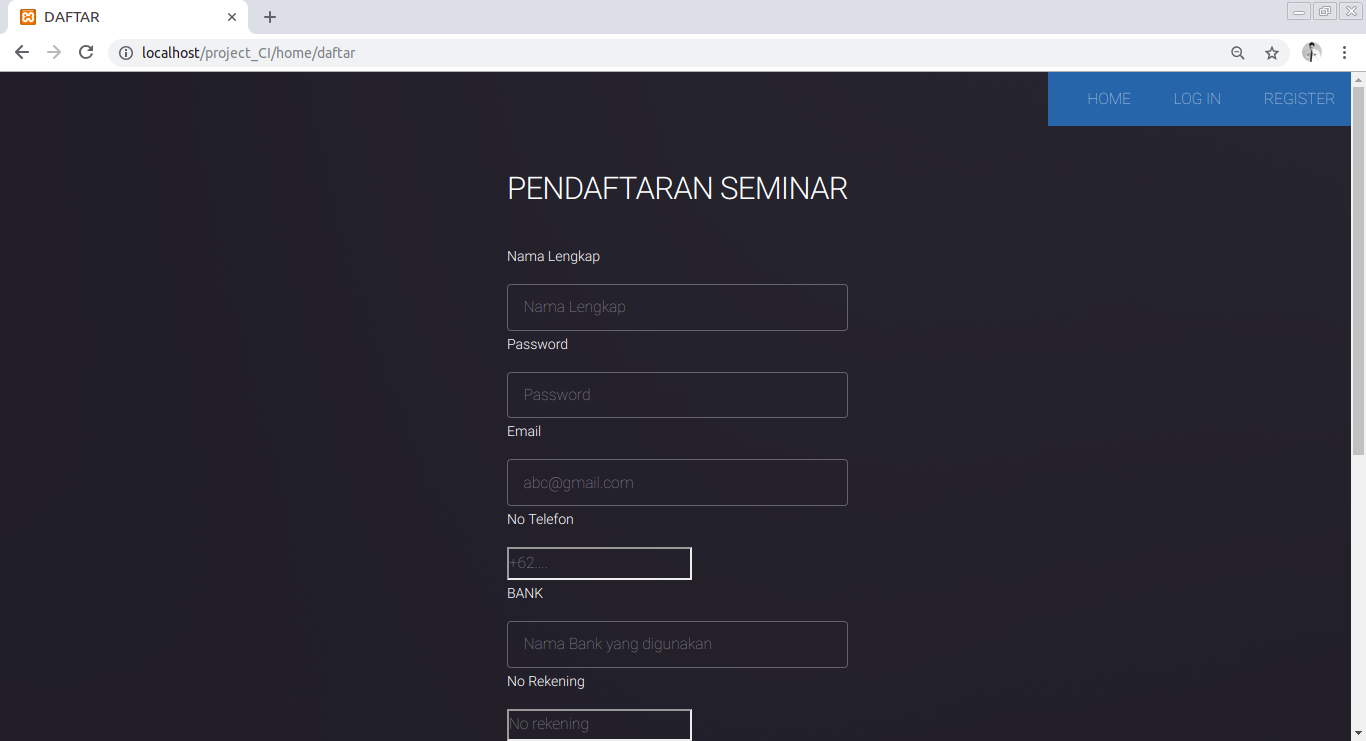 DAFTAR
localhost/project_CI/home/daftar
HOME LOG IN REGISTER
PENDAFTARAN SEMINAR
Nama Lengkap
Nama Lengkap
Password
Password
Email
abc@gmail.com
No Telefon
+62....
BANK
Nama Bank yang digunakan
No Rekening
No rekening